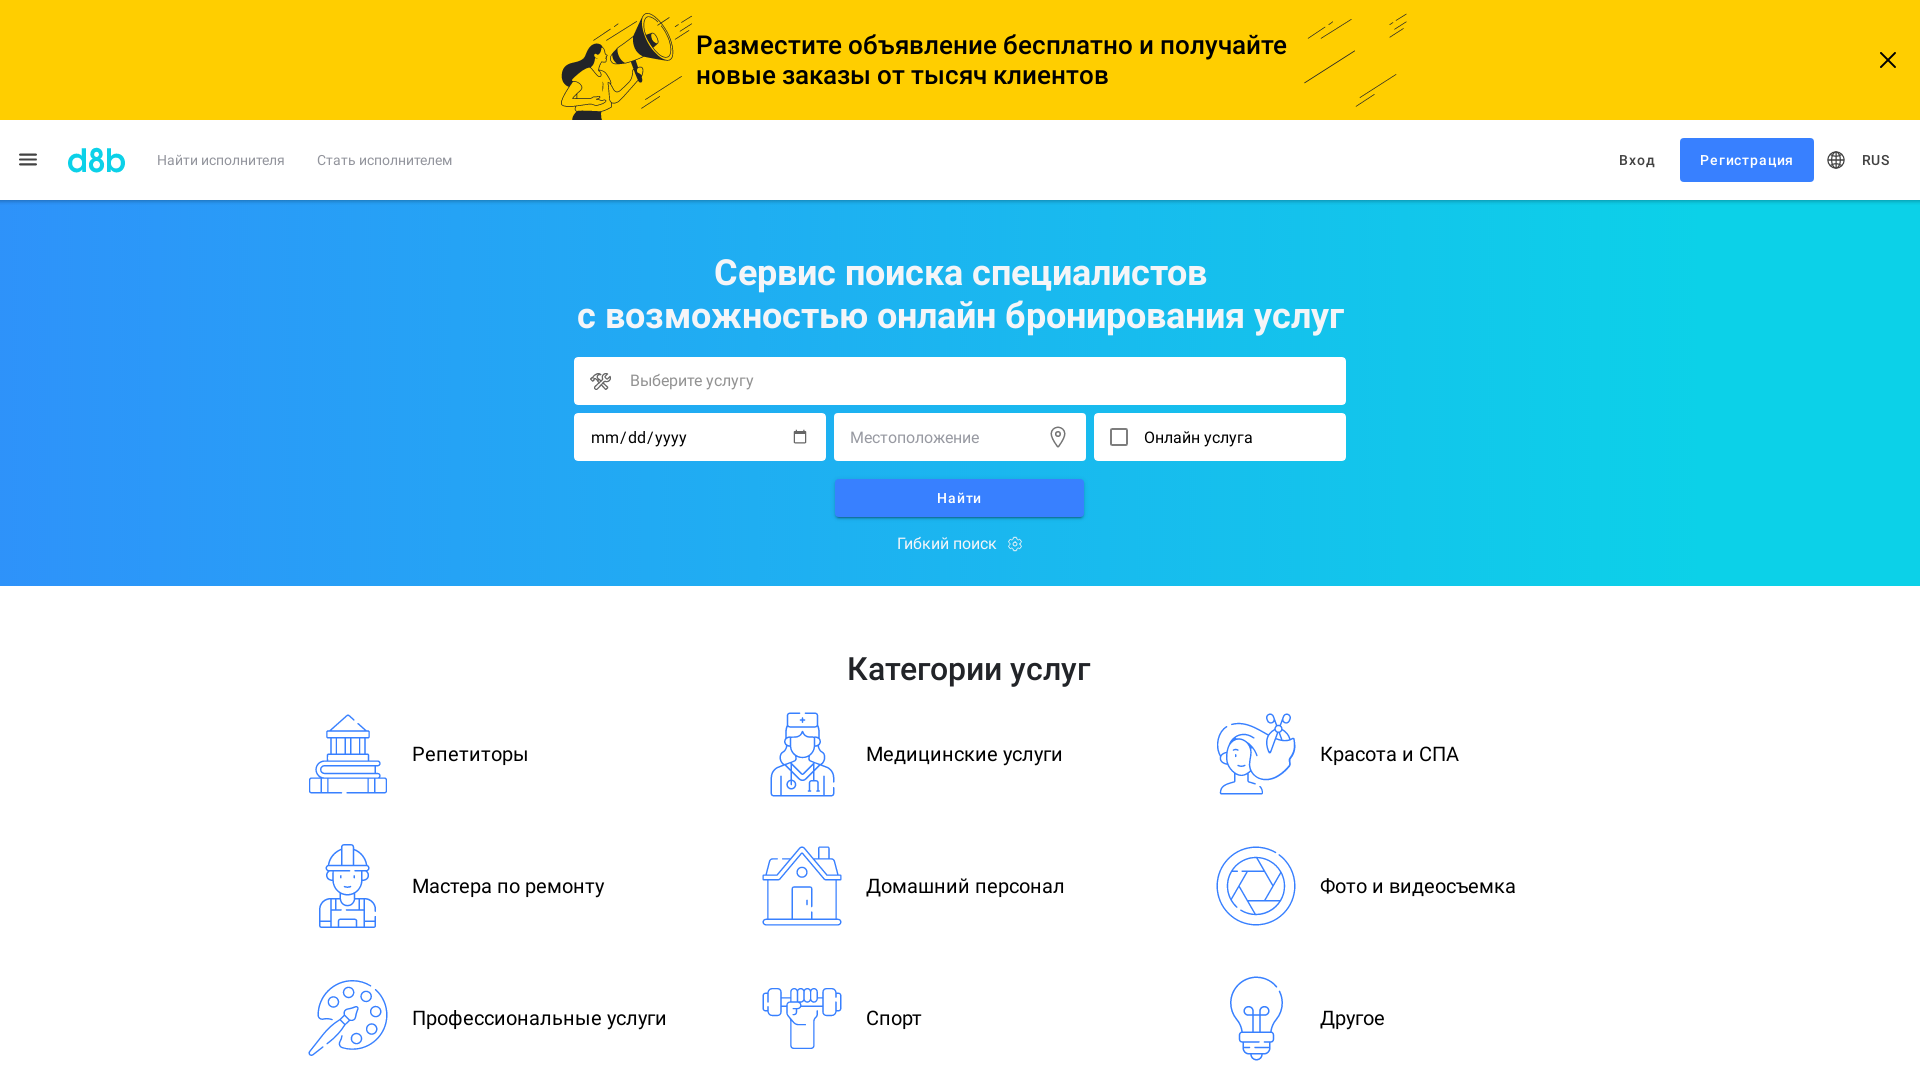 Разместите объявление бесплатно и получайте
новые заказы от тысяч клиентов
d8b
Найти исполнителя
Стать исполнителем
Вход
Регистрация
RUS
Сервис поиска специалистов
с возможностью онлайн бронирования услуг
Выберите услугу
mm/dd/yyyy
Местоположение
Онлайн услуга
Найти
Гибкий поиск
Категории услуг
Репетиторы
Медицинские услуги
Красота и СПА
Мастера по ремонту
Домашний персонал
Фото и видеосъемка
Профессиональные услуги
Спорт
Другое